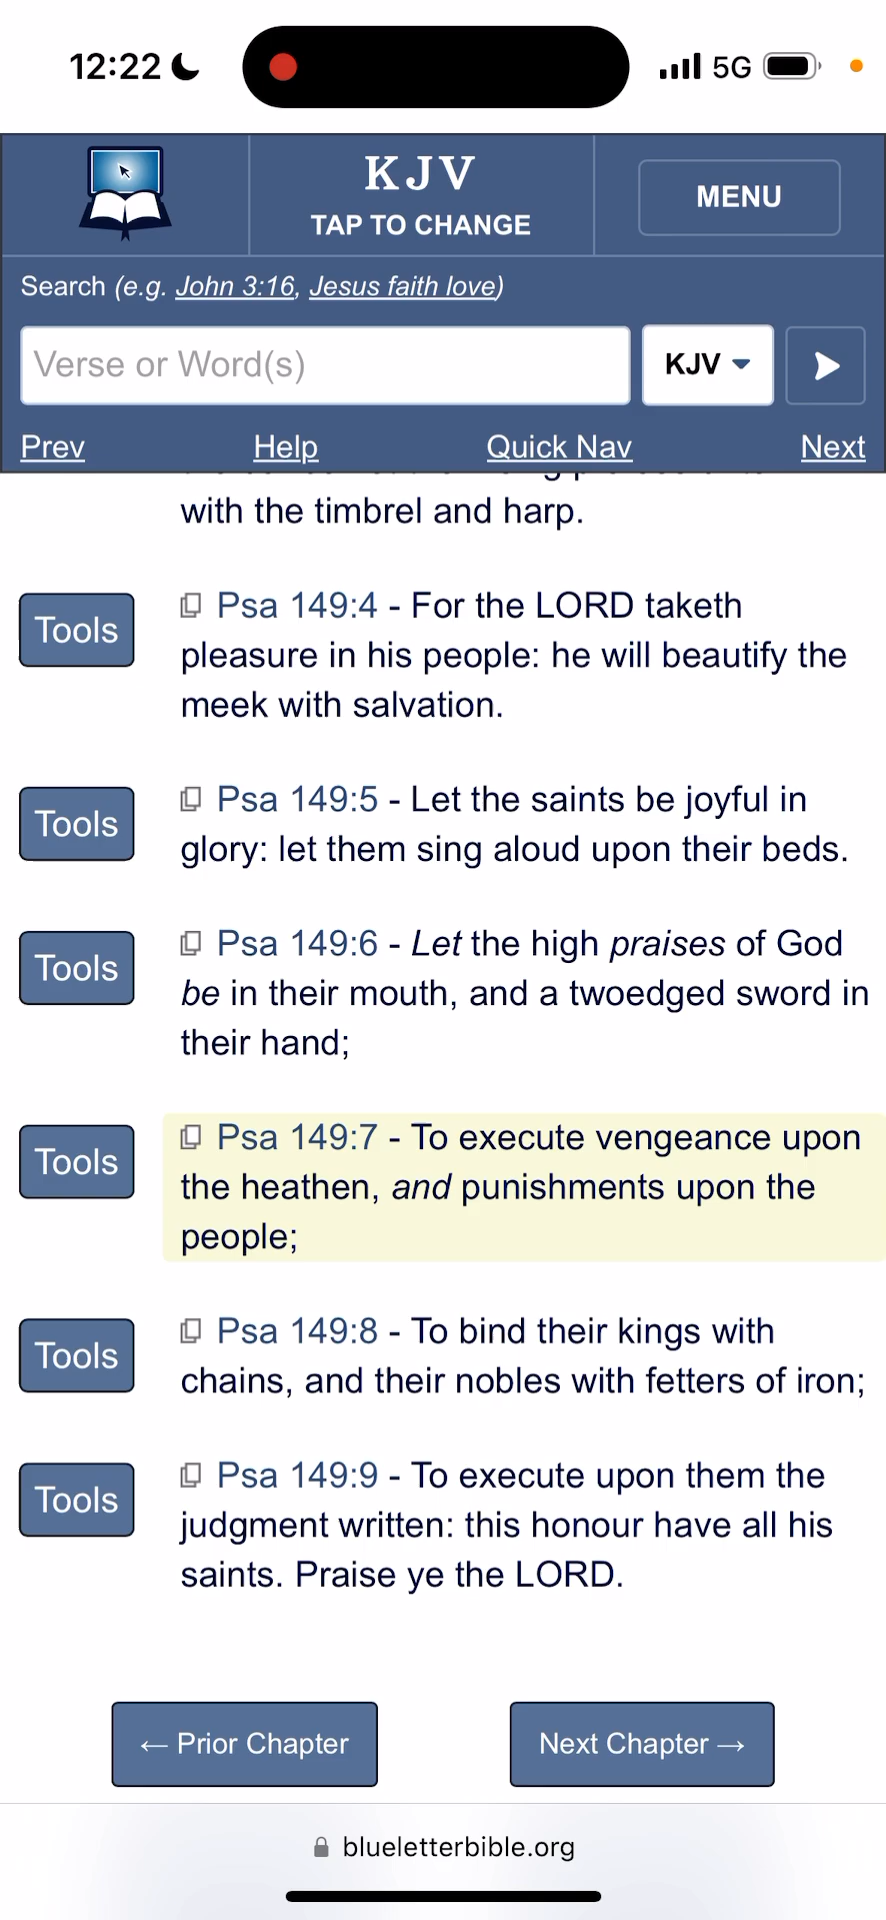 12:22
5G
KJV
TAP TO CHANGE
MENU
Search (e.g. John 3:16, Jesus faith love)
Verse or Word(s)
KJV
Prev Help Quick Nav Next
with the timbrel and harp.
Tools
Psa 149:4 - For the LORD taketh
pleasure in his people: he will beautify the
meek with salvation.
Tools
Psa 149:5 - Let the saints be joyful in
glory: let them sing aloud upon their beds.
Tools
Psa 149:6 - Let the high praises of God
be in their mouth, and a twoedged sword in
their hand;
Tools
Psa 149:7 - To execute vengeance upon
the heathen, and punishments upon the
people;
Tools
Psa 149:8 - To bind their kings with
chains, and their nobles with fetters of iron;
Tools
Psa 149:9 - To execute upon them the
judgment written: this honour have all his
saints. Praise ye the LORD.
← Prior Chapter
Next Chapter →
blueletterbible.org